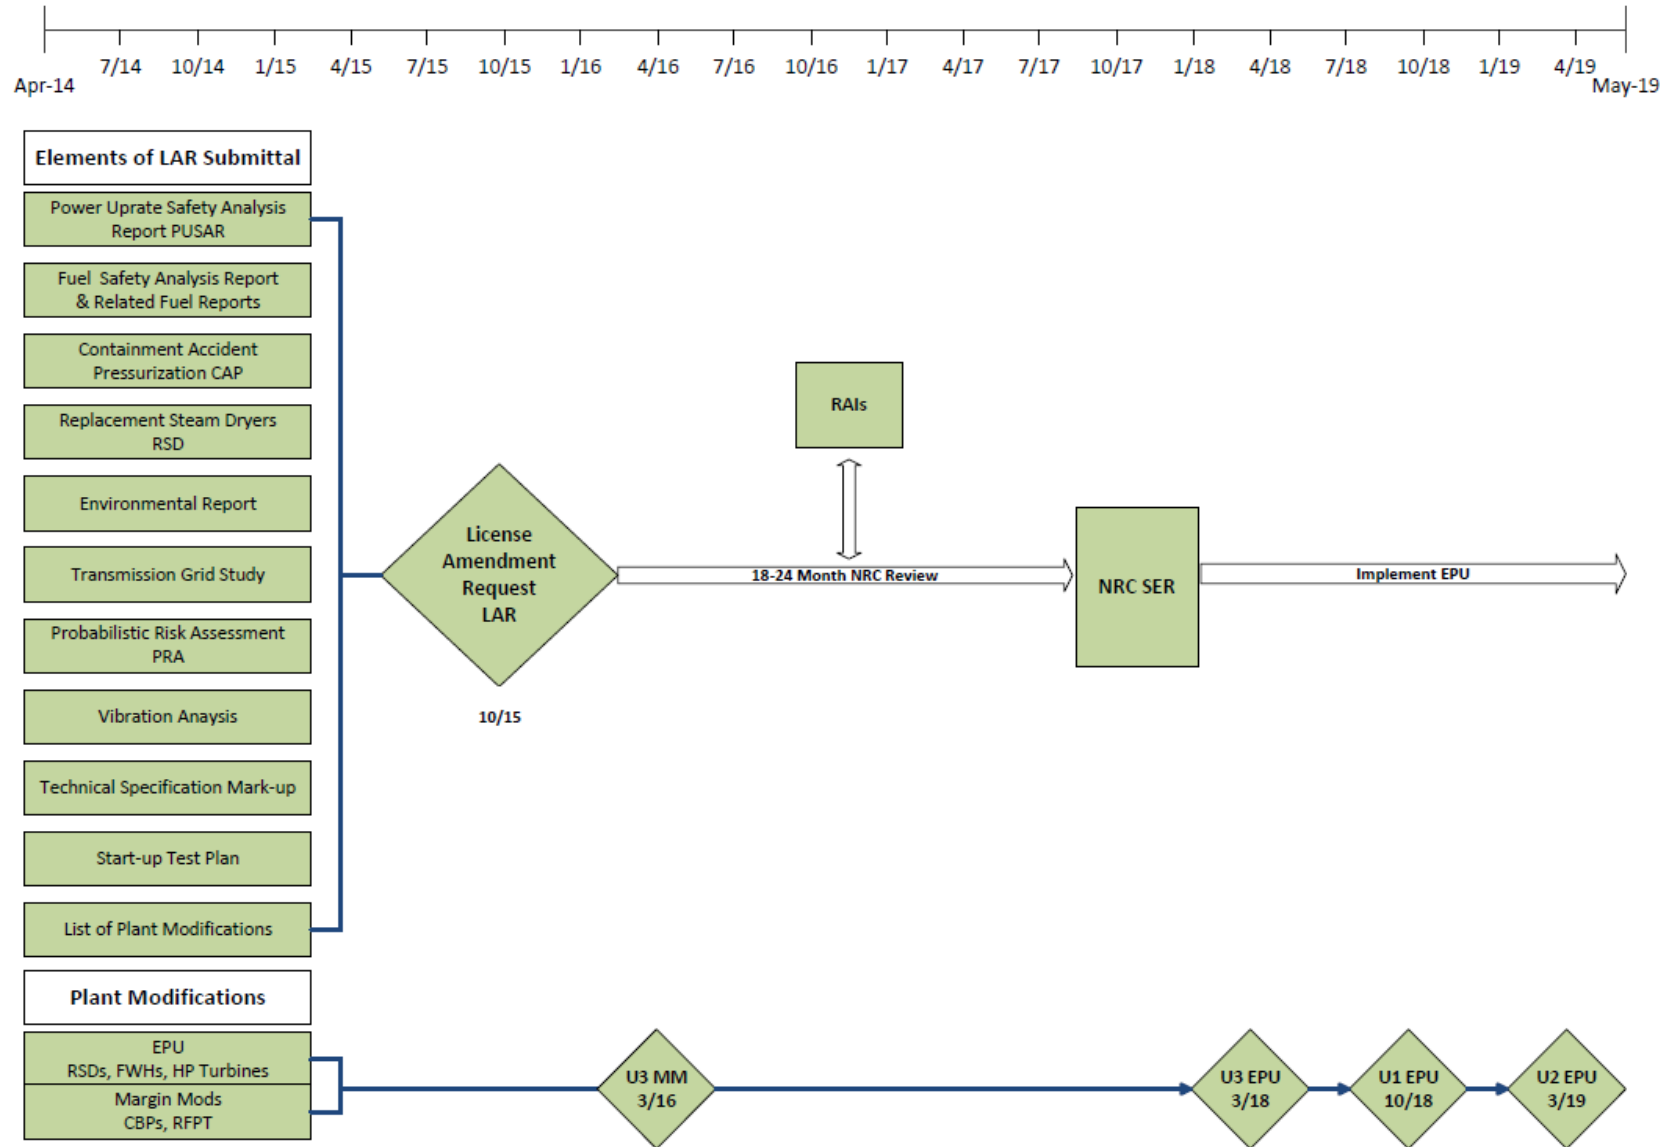 Apr-14
7/14
10/14
1/15
4/15
7/15
10/15
1/16
4/16
7/16
10/16
1/17
4/17
7/17
10/17
1/18
4/18
7/18
10/18
1/19
4/19
May-19
Elements of LAR Submittal
Power Uprate Safety Analysis
Report PUSAR
Fuel Safety Analysis Report
& Related Fuel Reports
Containment Accident
Pressurization CAP
Replacement Steam Dryers
RSD
Environmental Report
Transmission Grid Study
Probabilistic Risk Assessment
PRA
Vibration Anaysis
Technical Specification Mark-up
Start-up Test Plan
List of Plant Modifications
License
Amendment
Request
LAR
10/15
18-24 Month NRC Review
RAIs
NRC SER
Implement EPU
Plant Modifications
EPU
RSDs, FWHs, HP Turbines
Margin Mods
CBPs, RFPT
U3 MM
3/16
U3 EPU
3/18
U1 EPU
10/18
U2 EPU
3/19